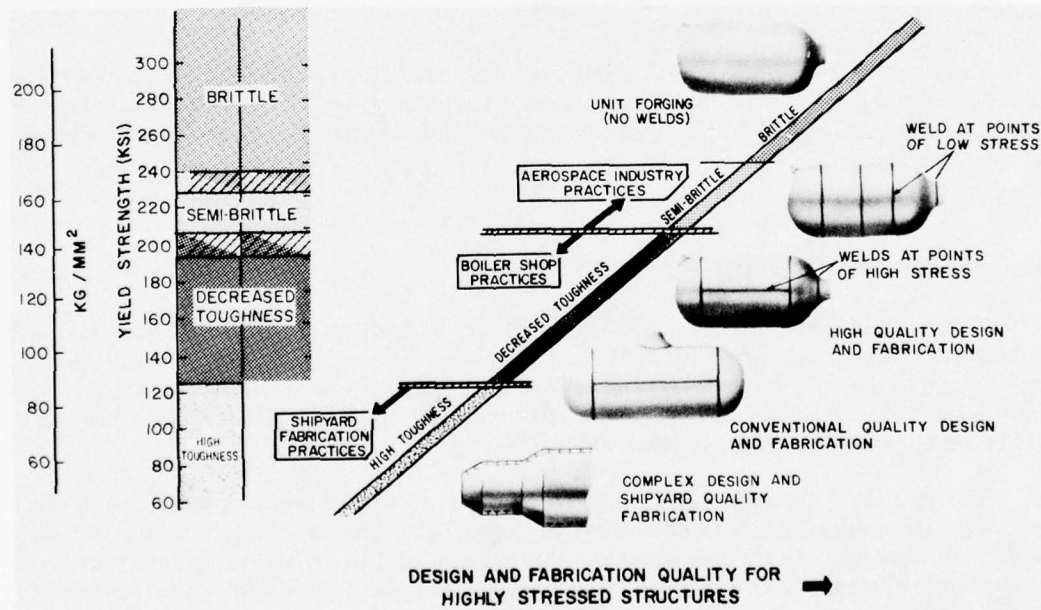 KG / MM²
200
180
160
140
120
100
80
60
YIELD STRENGTH (KSI)
300
280
260
240
220
200
180
160
140
120
100
80
60
BRITTLE
SEMI-BRITTLE
DECREASED
TOUGHNESS
HIGH
TOUGHNESS
UNIT FORGING
(NO WELDS)
AEROSPACE INDUSTRY
PRACTICES
BOILER SHOP
PRACTICES
SHIPYARD
FABRICATION
PRACTICES
BRITTLE
SEMI-BRITTLE
DECREASED TOUGHNESS
HIGH TOUGHNESS
WELD AT POINTS
OF LOW STRESS
WELDS AT POINTS
OF HIGH STRESS
HIGH QUALITY DESIGN
AND FABRICATION
CONVENTIONAL QUALITY DESIGN
AND FABRICATION
COMPLEX DESIGN AND
SHIPYARD QUALITY
FABRICATION
DESIGN AND FABRICATION QUALITY FOR
HIGHLY STRESSED STRUCTURES